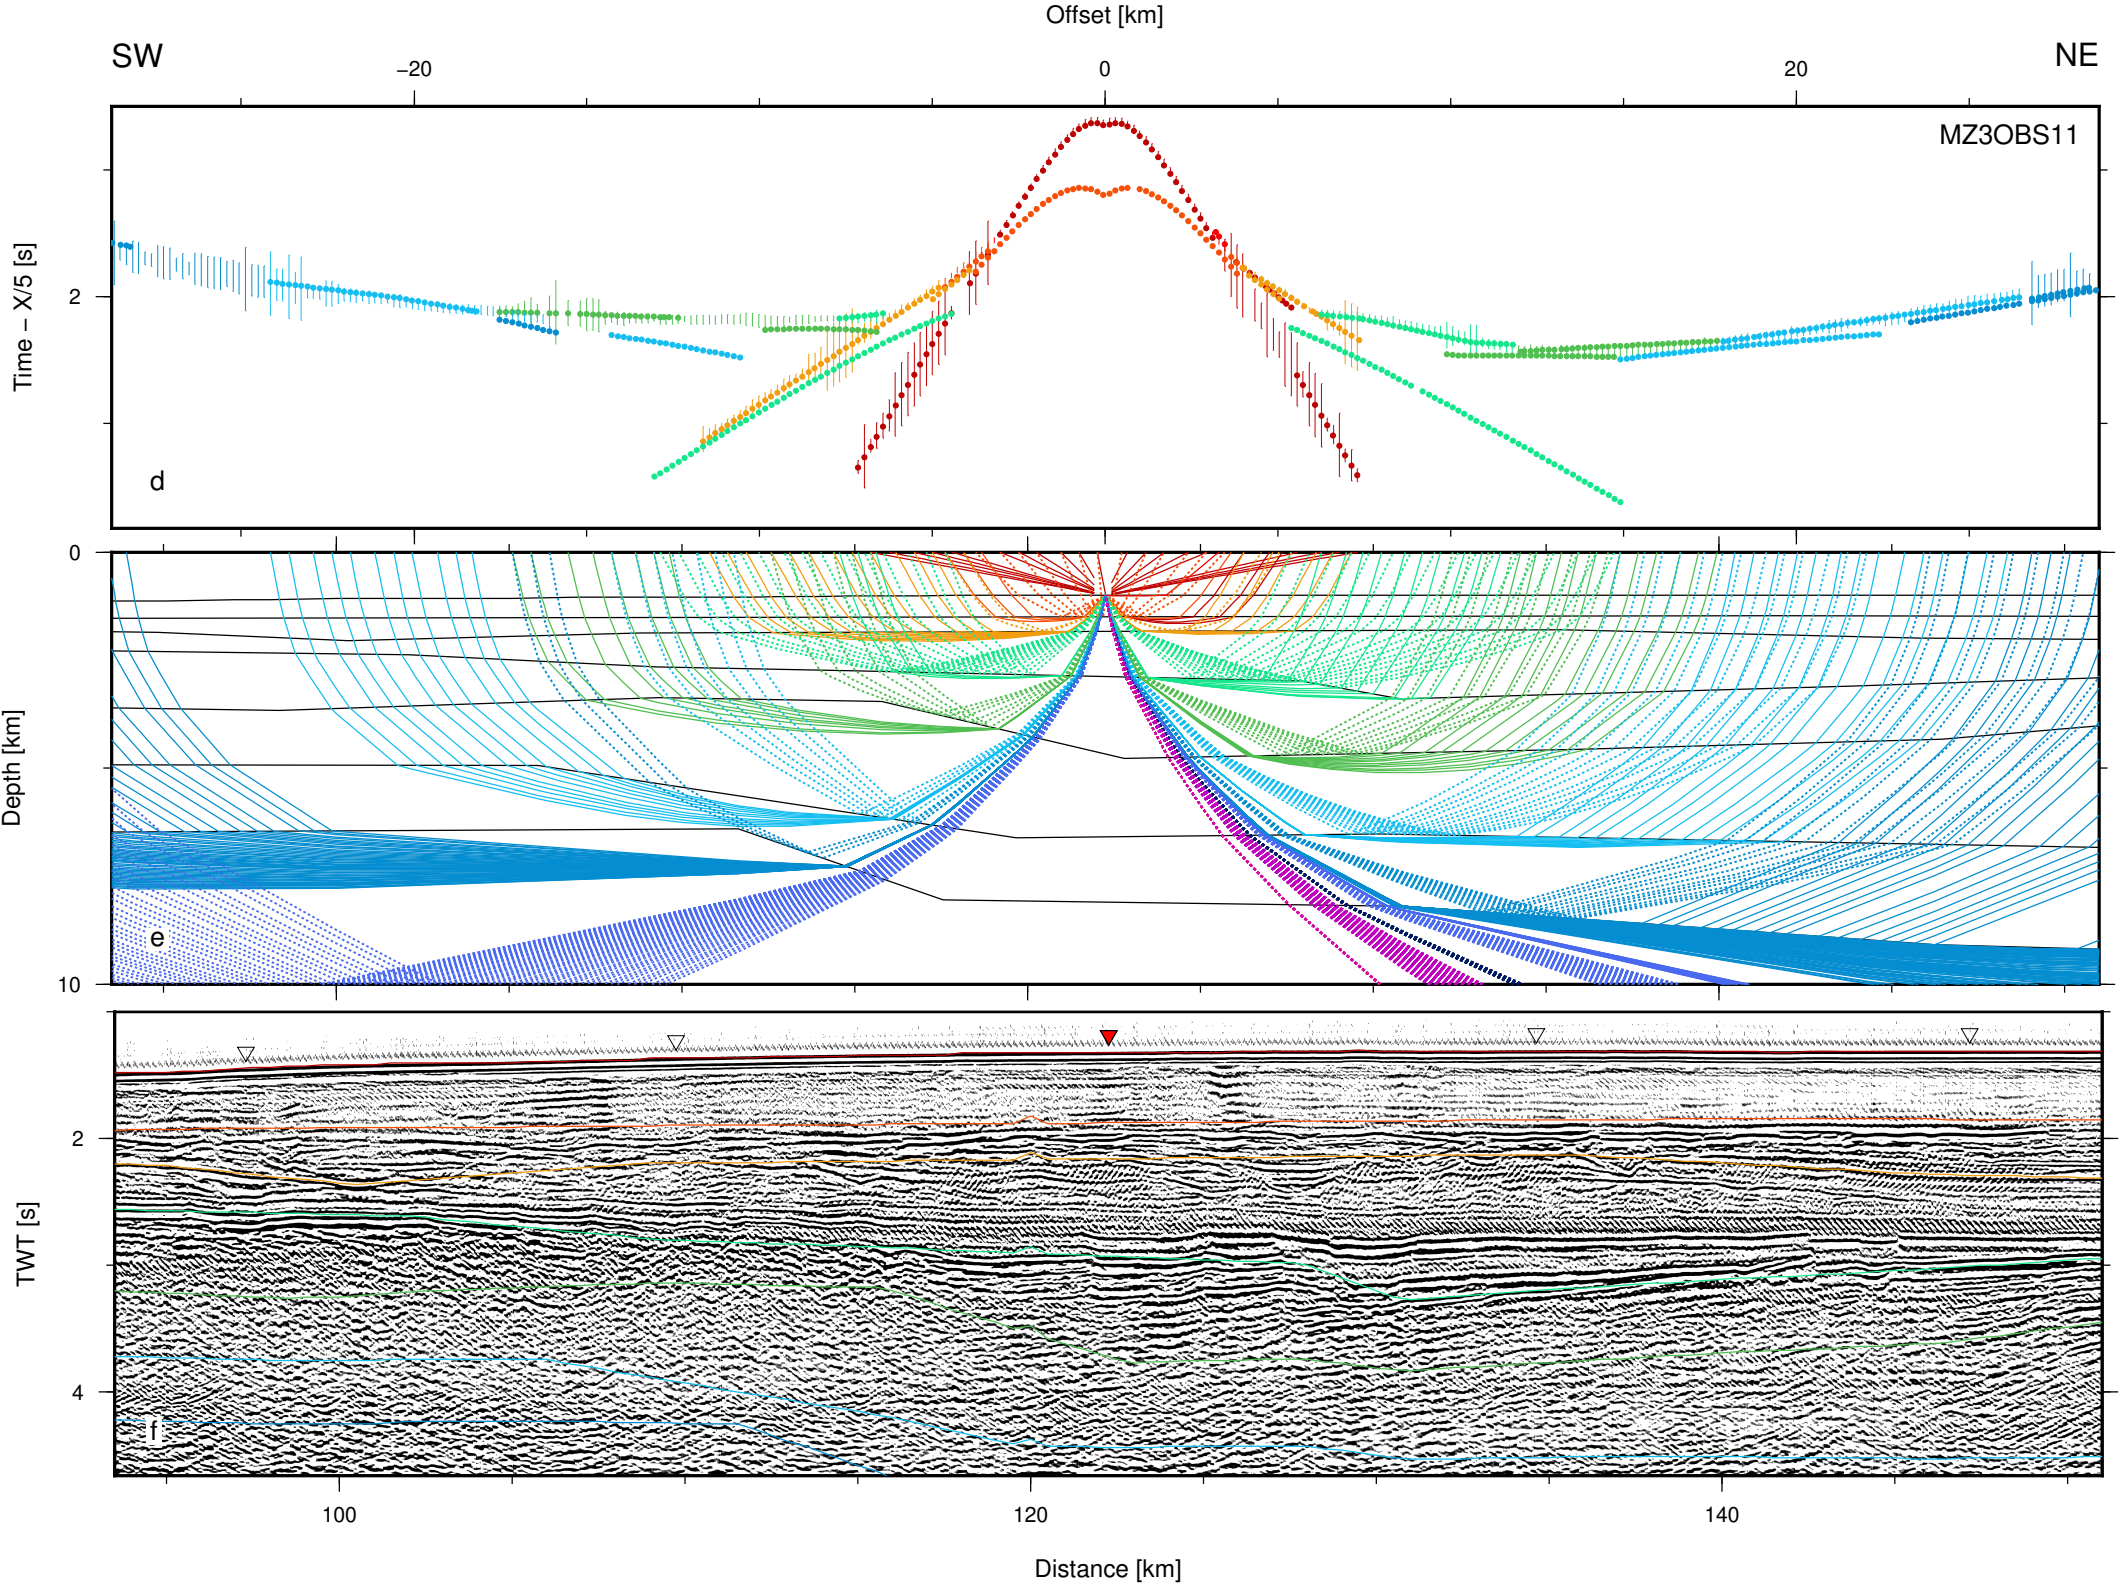 Offset [km]
SW
−20
0
20
NE
MZ3OBS11
Time − X/5 [s]
2
d
0
Depth [km]
e
10
2
TWT [s]
4
f
100
120
140
Distance [km]